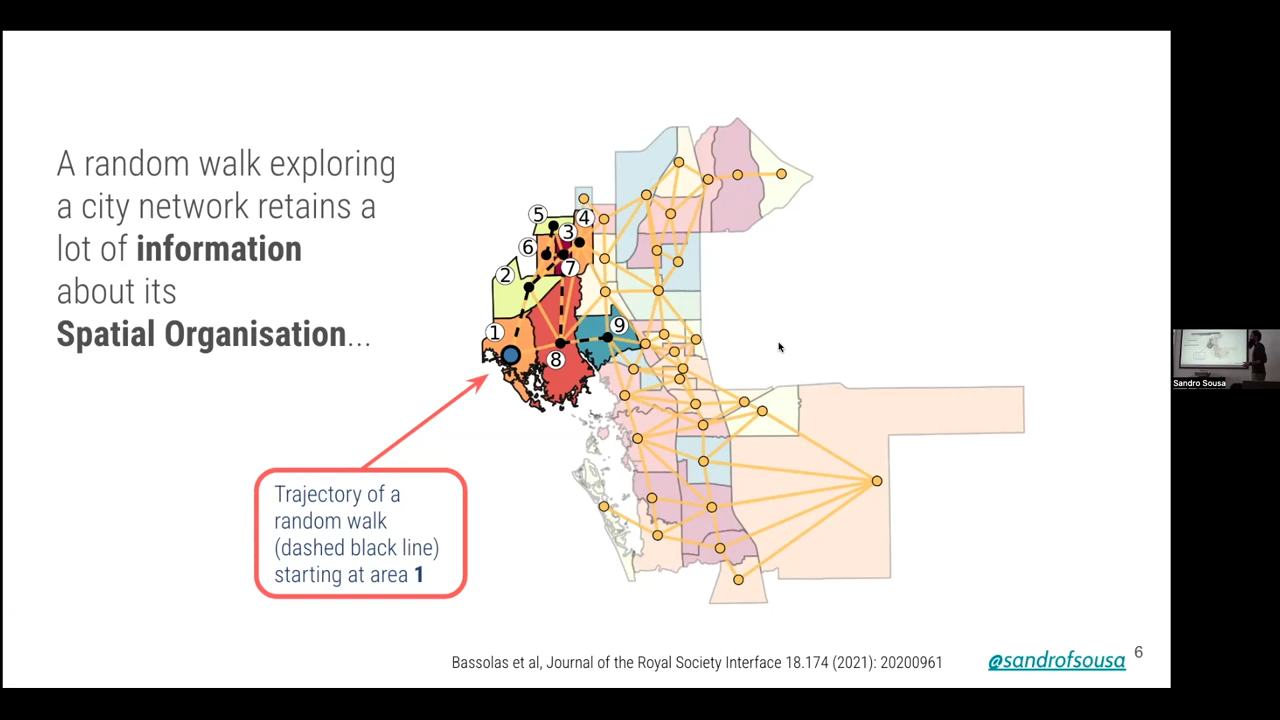 A random walk exploring
a city network retains a
lot of information
about its
Spatial Organisation...
5
4
3
6
7
2
1
9
8
Trajectory of a
random walk
(dashed black line)
starting at area 1
Bassolas et al, Journal of the Royal Society Interface 18.174 (2021): 20200961
@sandrofsousa
6
Sandro Sousa